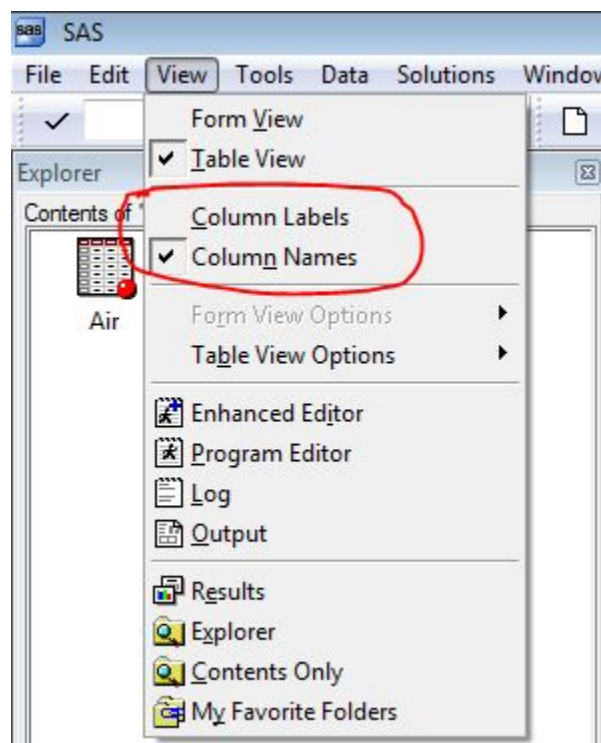 sas SAS
File Edit View Tools Data Solutions Window
Form View
Table View
Explorer
Contents of '
Column Labels
Column Names
Air
Form View Options
Table View Options
Enhanced Editor
Program Editor
Log
Output
Results
Explorer
Contents Only
My Favorite Folders